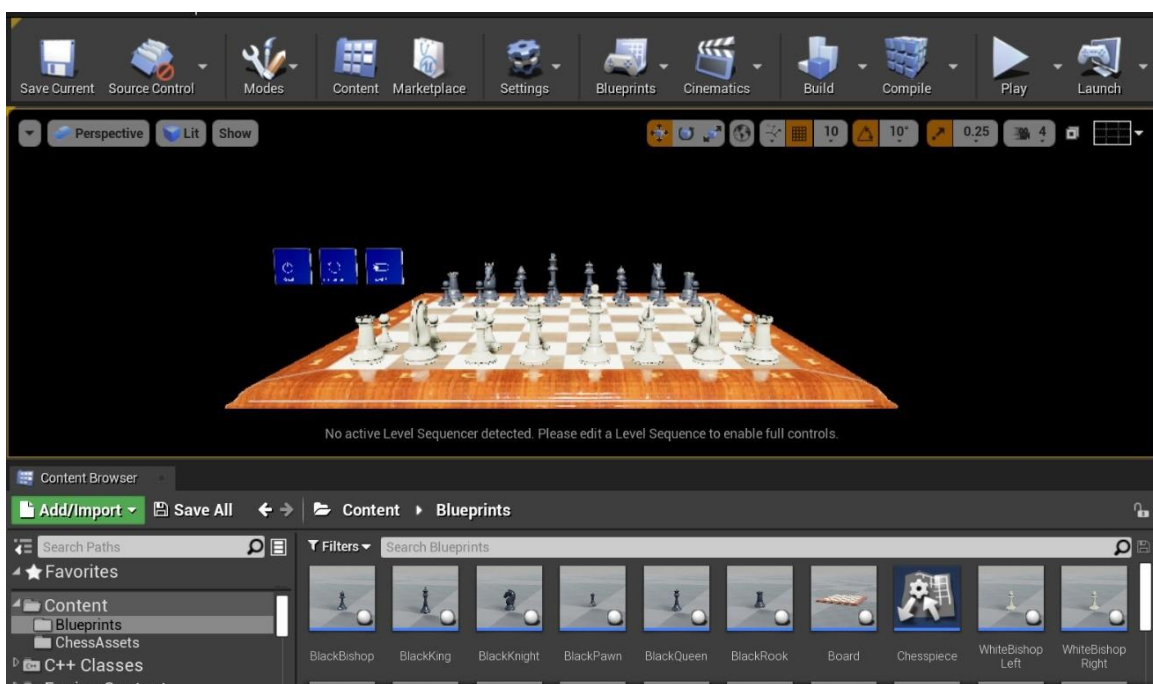 Save Current Source Control Modes Content Marketplace Settings Blueprints Cinematics Build Compile Play Launch
Perspective Lit Show 10 10° 0.25 4
No active Level Sequencer detected. Please edit a Level Sequence to enable full controls.
Content Browser
Add/Import Save All Content Blueprints
Search Paths
Filters Search Blueprints
Favorites
Content
Blueprints
ChessAssets
C++ Classes
BlackBishop BlackKing BlackKnight BlackPawn BlackQueen BlackRook Board Chesspiece WhiteBishop Left WhiteBishop Right